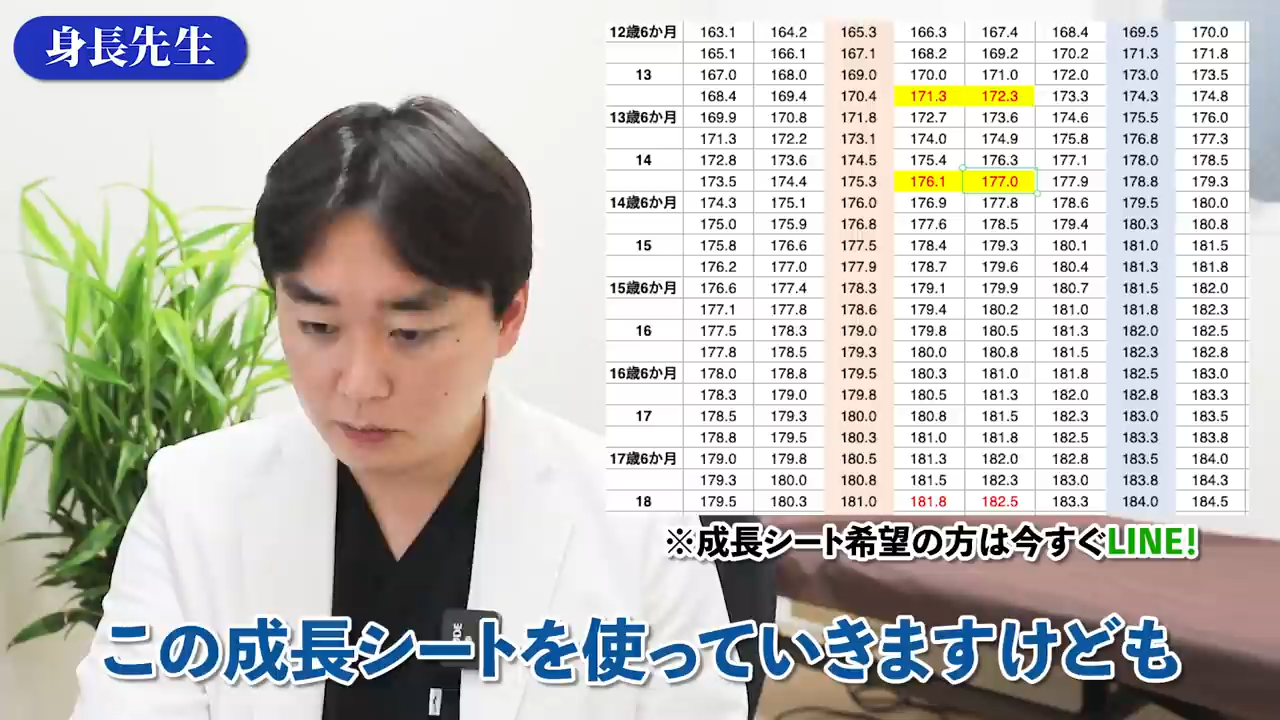 身長先生
12歳6か月 163.1 164.2 165.3 166.3 167.4 168.4 169.5 170.0
165.1 166.1 167.1 168.2 169.2 170.2 171.3 171.8
13 167.0 168.0 169.0 170.0 171.0 172.0 173.0 173.5
168.4 169.4 170.4 171.3 172.3 173.3 174.3 174.8
13歳6か月 169.9 170.8 171.8 172.7 173.6 174.6 175.5 176.0
171.3 172.2 173.1 174.0 174.9 175.8 176.8 177.3
14 172.8 173.6 174.5 175.4 176.3 177.1 178.0 178.5
173.5 174.4 175.3 176.1 177.0 177.9 178.8 179.3
14歳6か月 174.3 175.1 176.0 176.9 177.8 178.6 179.5 180.0
175.0 175.9 176.8 177.6 178.5 179.4 180.3 180.8
15 175.8 176.6 177.5 178.4 179.3 180.1 181.0 181.5
176.2 177.0 177.9 178.7 179.6 180.4 181.3 181.8
15歳6か月 176.6 177.4 178.3 179.1 179.9 180.7 181.5 182.0
177.1 177.8 178.6 179.4 180.2 181.0 181.8 182.3
16 177.5 178.3 179.0 179.8 180.5 181.3 182.0 182.5
177.8 178.5 179.3 180.0 180.8 181.5 182.3 182.8
16歳6か月 178.0 178.8 179.5 180.3 181.0 181.8 182.5 183.0
178.3 179.0 179.8 180.5 181.3 182.0 182.8 183.3
17 178.5 179.3 180.0 180.8 181.5 182.3 183.0 183.5
178.8 179.5 180.3 181.0 181.8 182.5 183.3 183.8
17歳6か月 179.0 179.8 180.5 181.3 182.0 182.8 183.5 184.0
179.3 180.0 180.8 181.5 182.3 183.0 183.8 184.3
18 179.5 180.3 181.0 181.8 182.5 183.3 184.0 184.5
※成長シート希望の方は今すぐLINE!
この成長シートを使っていきますけども